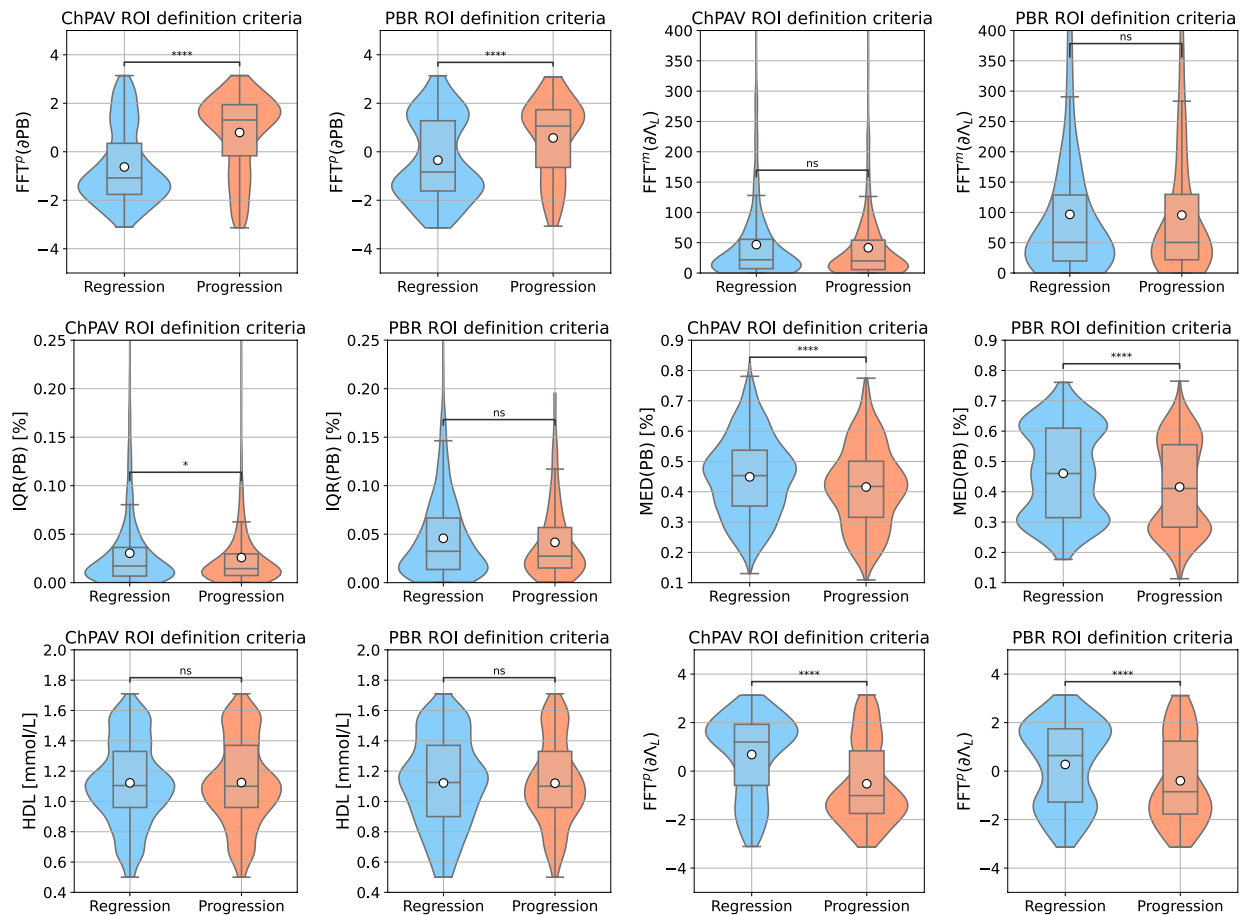 ChPAV ROI definition criteria
FFTᵖ(∂PB)
4
2
0
−2
−4
****
Regression Progression
PBR ROI definition criteria
FFTᵖ(∂PB)
4
2
0
−2
−4
****
Regression Progression
ChPAV ROI definition criteria
FFTᵐ(∂Λ_L)
400
350
300
250
200
150
100
50
0
ns
Regression Progression
PBR ROI definition criteria
FFTᵐ(∂Λ_L)
400
350
300
250
200
150
100
50
0
ns
Regression Progression
ChPAV ROI definition criteria
IQR(PB) [%]
0.25
0.20
0.15
0.10
0.05
0.00
*
Regression Progression
PBR ROI definition criteria
IQR(PB) [%]
0.25
0.20
0.15
0.10
0.05
0.00
ns
Regression Progression
ChPAV ROI definition criteria
MED(PB) [%]
0.9
0.8
0.7
0.6
0.5
0.4
0.3
0.2
0.1
****
Regression Progression
PBR ROI definition criteria
MED(PB) [%]
0.9
0.8
0.7
0.6
0.5
0.4
0.3
0.2
0.1
****
Regression Progression
ChPAV ROI definition criteria
HDL [mmol/L]
2.0
1.8
1.6
1.4
1.2
1.0
0.8
0.6
0.4
ns
Regression Progression
PBR ROI definition criteria
HDL [mmol/L]
2.0
1.8
1.6
1.4
1.2
1.0
0.8
0.6
0.4
ns
Regression Progression
ChPAV ROI definition criteria
FFTᵖ(∂Λ_L)
4
2
0
−2
−4
****
Regression Progression
PBR ROI definition criteria
FFTᵖ(∂Λ_L)
4
2
0
−2
−4
****
Regression Progression